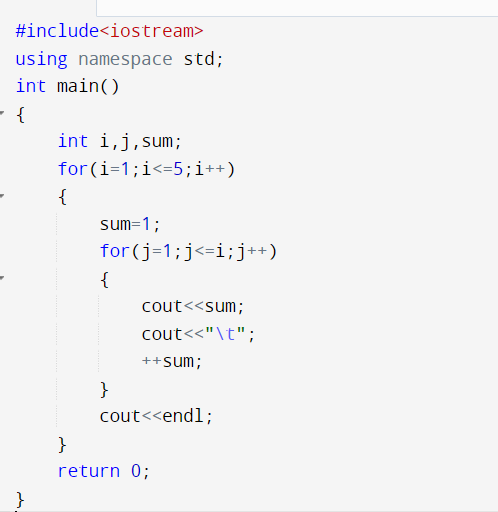 #include<iostream>
using namespace std;
int main()
{
    int i,j,sum;
    for(i=1;i<=5;i++)
    {
        sum=1;
        for(j=1;j<=i;j++)
        {
            cout<<sum;
            cout<<"\t";
            ++sum;
        }
        cout<<endl;
    }
    return 0;
}